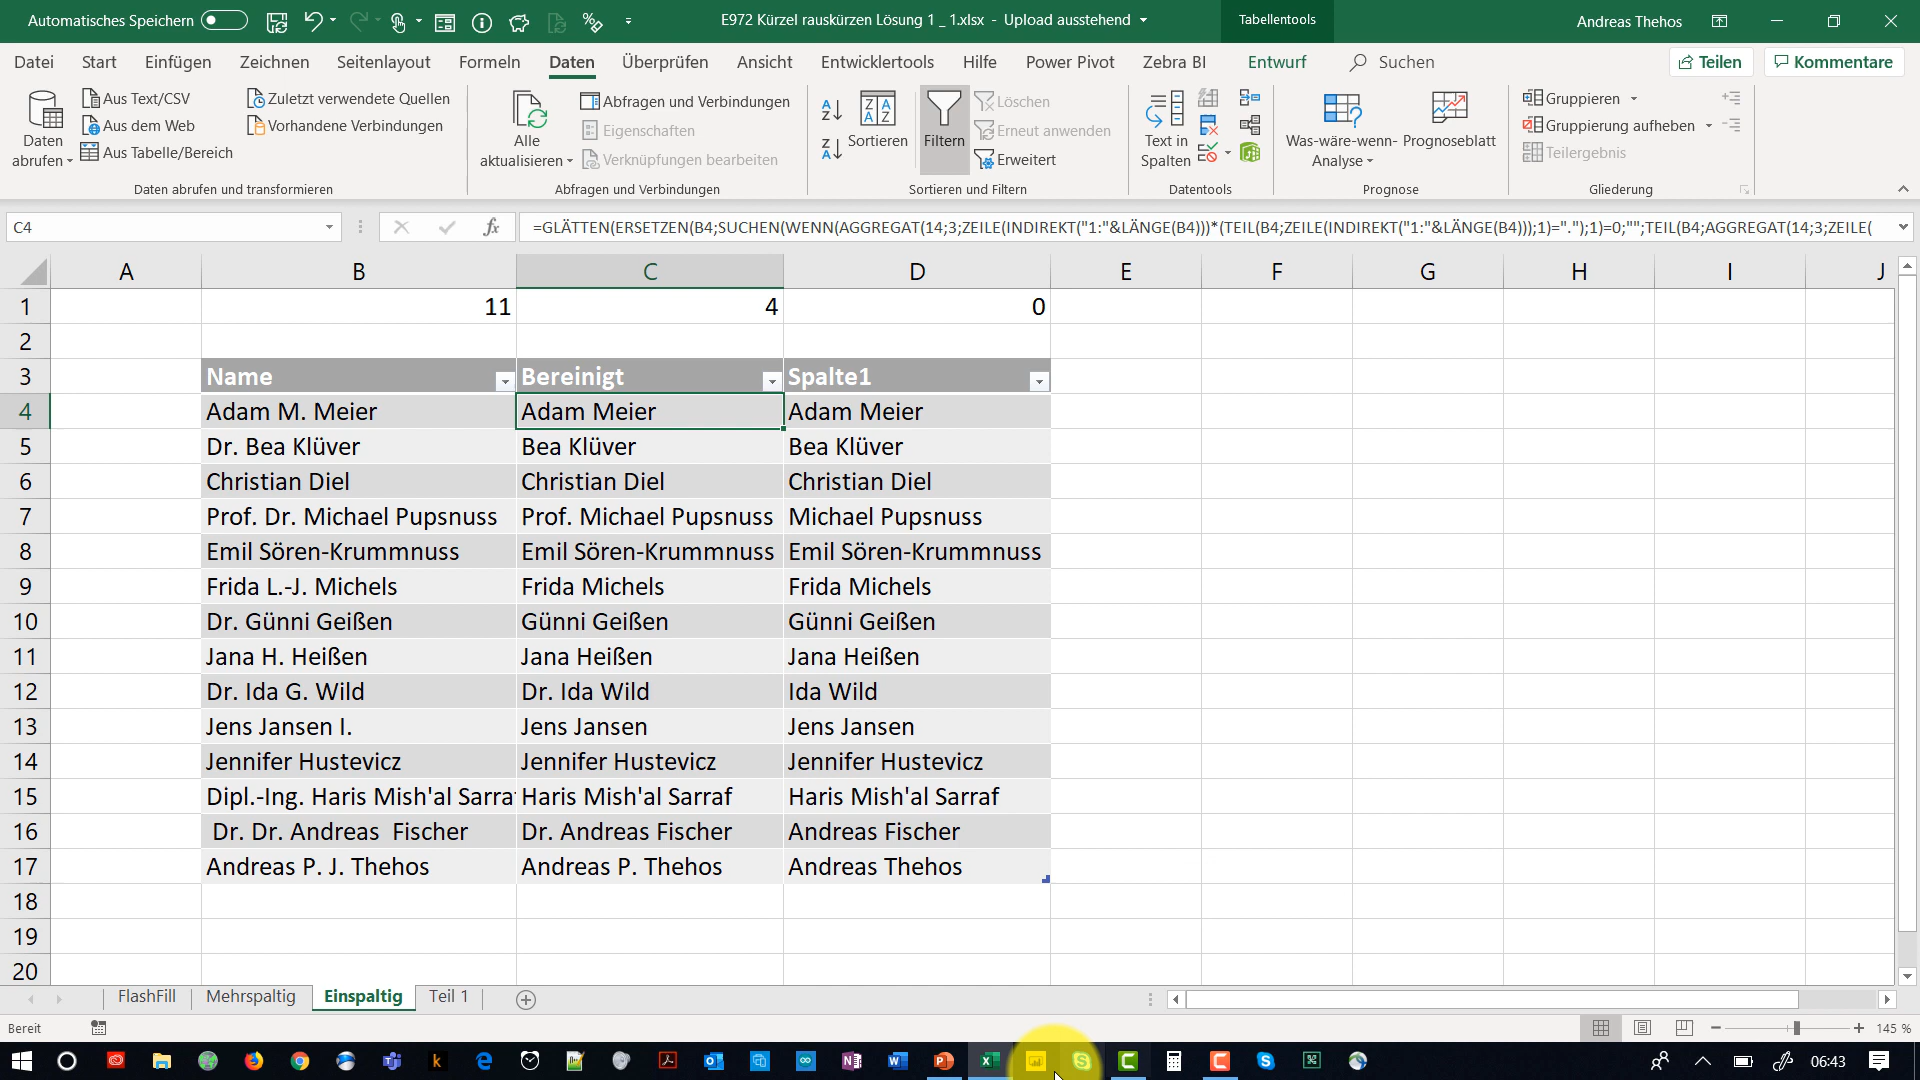 Automatisches Speichern
E972 Kürzel rauskürzen Lösung 1 _ 1.xlsx - Upload ausstehend
Tabellentools
Andreas Thehos
Datei Start Einfügen Zeichnen Seitenlayout Formeln Daten Überprüfen Ansicht Entwicklertools Hilfe Power Pivot Zebra BI Entwurf Suchen Teilen Kommentare
Daten abrufen
Aus Text/CSV
Aus dem Web
Aus Tabelle/Bereich
Zuletzt verwendete Quellen
Vorhandene Verbindungen
Daten abrufen und transformieren
Alle aktualisieren
Abfragen und Verbindungen
Eigenschaften
Verknüpfungen bearbeiten
Abfragen und Verbindungen
Sortieren
Filtern
Löschen
Erneut anwenden
Erweitert
Sortieren und Filtern
Text in Spalten
Datentools
Was-wäre-wenn-Analyse
Prognoseblatt
Prognose
Gruppieren
Gruppierung aufheben
Teilergebnis
Gliederung
C4 fx =GLÄTTEN(ERSETZEN(B4;SUCHEN(WENN(AGGREGAT(14;3;ZEILE(INDIREKT("1:"&LÄNGE(B4)))*(TEIL(B4;ZEILE(INDIREKT("1:"&LÄNGE(B4)));1)=".");1)=0;"";TEIL(B4;AGGREGAT(14;3;ZEILE(
A B C D E F G H I J
1 11 4 0
2
3 Name Bereinigt Spalte1
4 Adam M. Meier Adam Meier Adam Meier
5 Dr. Bea Klüver Bea Klüver Bea Klüver
6 Christian Diel Christian Diel Christian Diel
7 Prof. Dr. Michael Pupsnuss Prof. Michael Pupsnuss Michael Pupsnuss
8 Emil Sören-Krummnuss Emil Sören-Krummnuss Emil Sören-Krummnuss
9 Frida L.-J. Michels Frida Michels Frida Michels
10 Dr. Günni Geißen Günni Geißen Günni Geißen
11 Jana H. Heißen Jana Heißen Jana Heißen
12 Dr. Ida G. Wild Dr. Ida Wild Ida Wild
13 Jens Jansen I. Jens Jansen Jens Jansen
14 Jennifer Hustevicz Jennifer Hustevicz Jennifer Hustevicz
15 Dipl.-Ing. Haris Mish'al Sarraf Haris Mish'al Sarraf Haris Mish'al Sarraf
16 Dr. Dr. Andreas  Fischer Dr. Andreas Fischer Andreas Fischer
17 Andreas P. J. Thehos Andreas P. Thehos Andreas Thehos
18
19
20
FlashFill Mehrspaltig Einspaltig Teil 1
Bereit 145 %
06:43